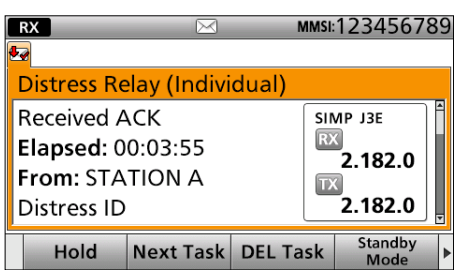 RX MMSI:123456789
Distress Relay (Individual)
Received ACK
Elapsed: 00:03:55
From: STATION A
Distress ID
SIMP J3E
RX
2.182.0
TX
2.182.0
Hold Next Task DEL Task Standby Mode